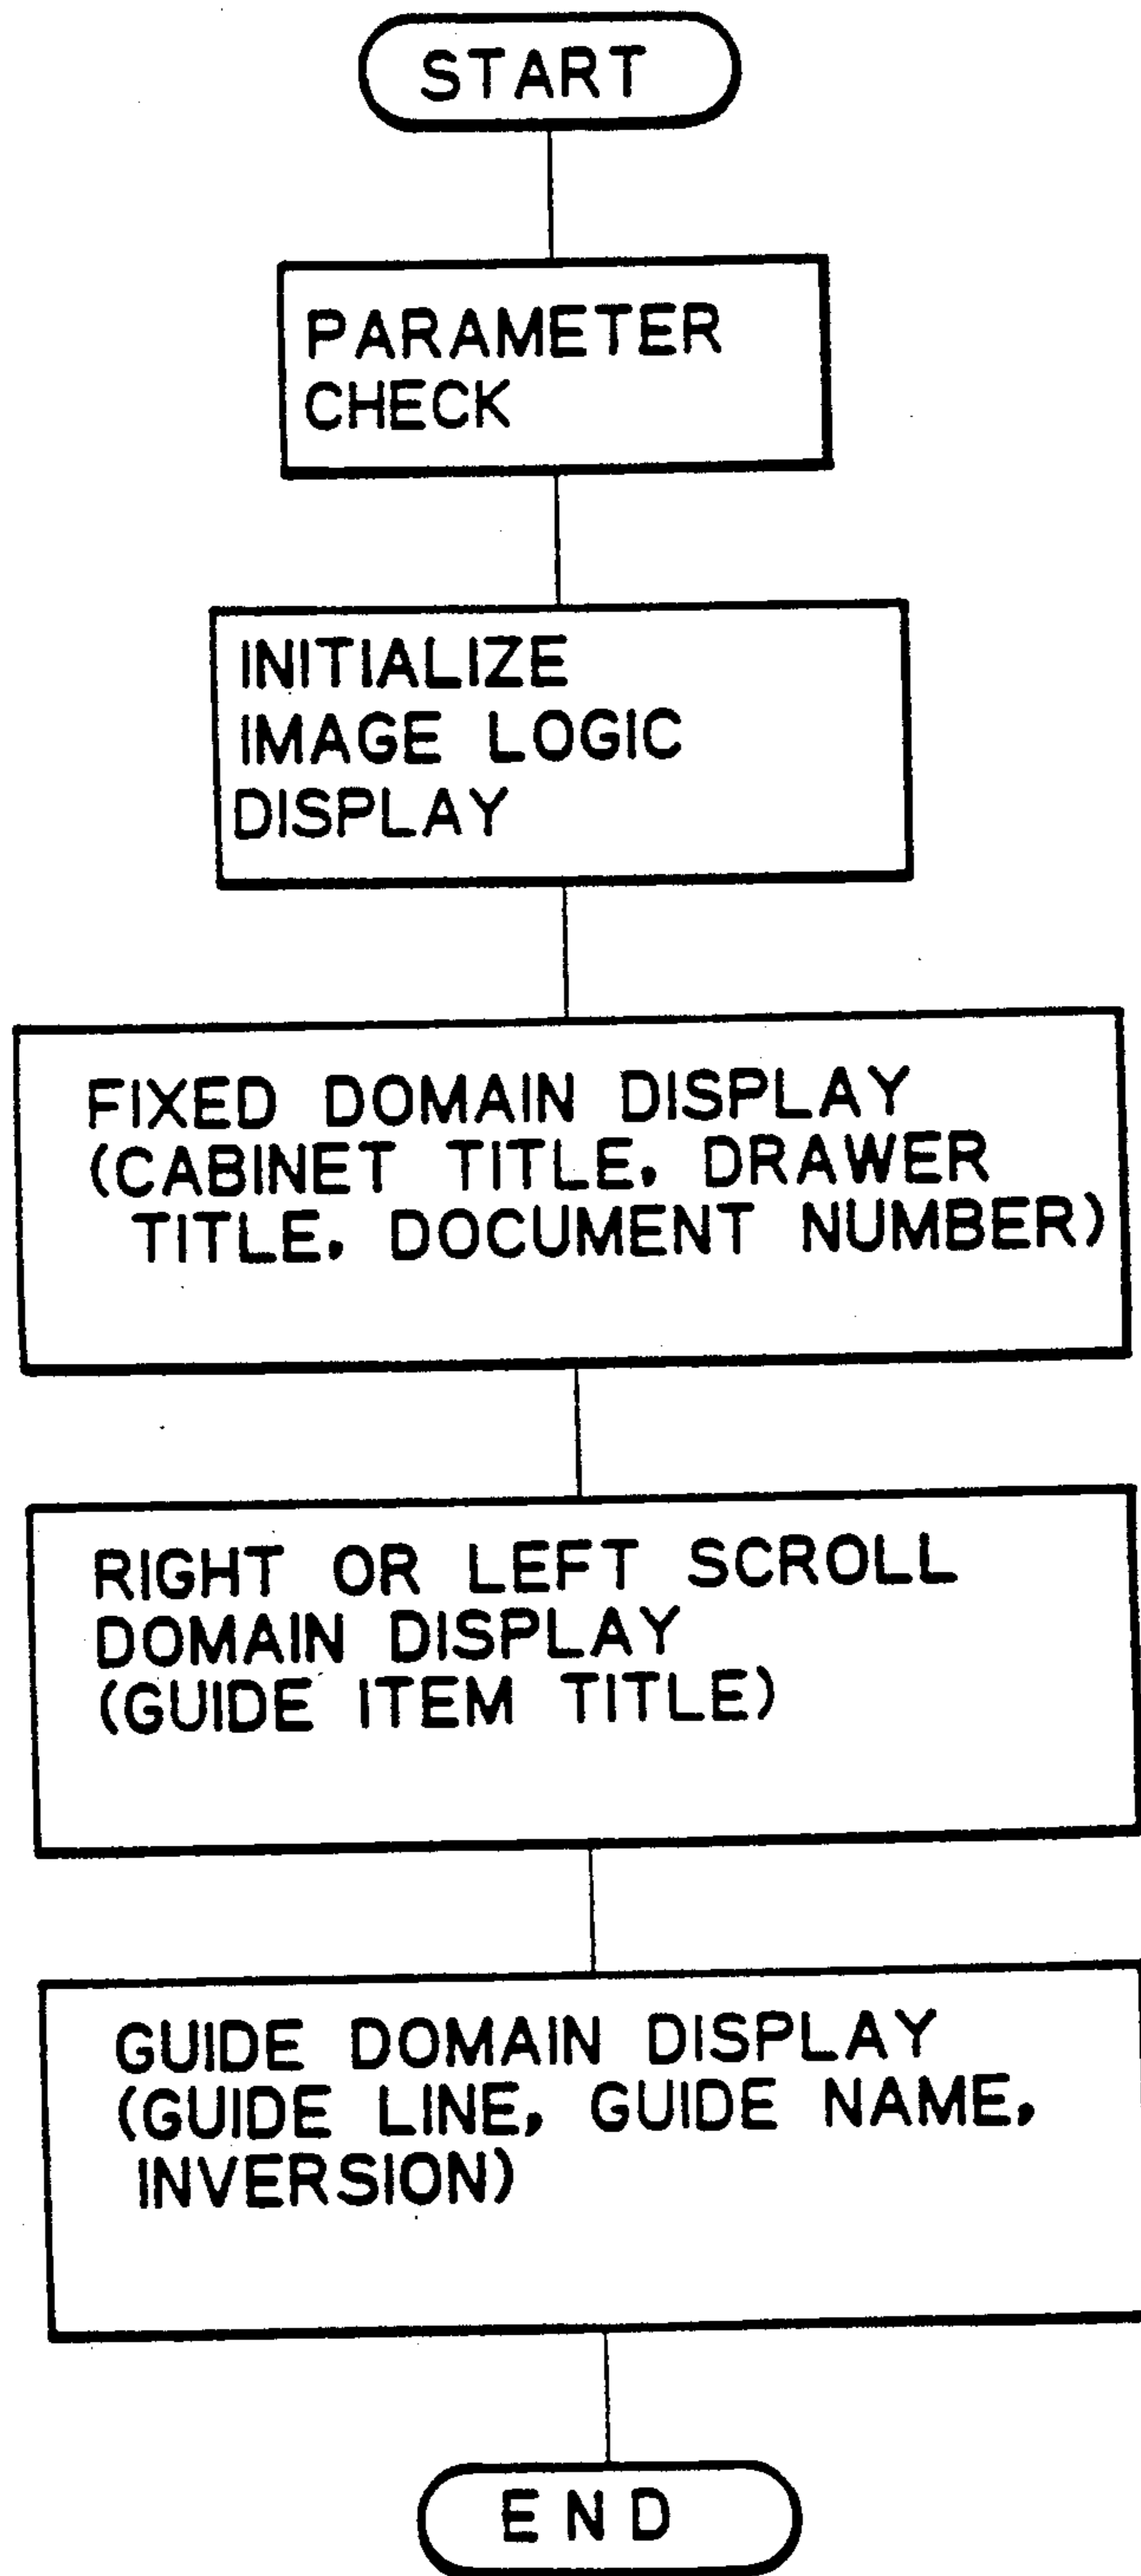 START
PARAMETER
CHECK
INITIALIZE
IMAGE LOGIC
DISPLAY
FIXED DOMAIN DISPLAY
(CABINET TITLE, DRAWER
TITLE, DOCUMENT NUMBER)
RIGHT OR LEFT SCROLL
DOMAIN DISPLAY
(GUIDE ITEM TITLE)
GUIDE DOMAIN DISPLAY
(GUIDE LINE, GUIDE NAME,
INVERSION)
END